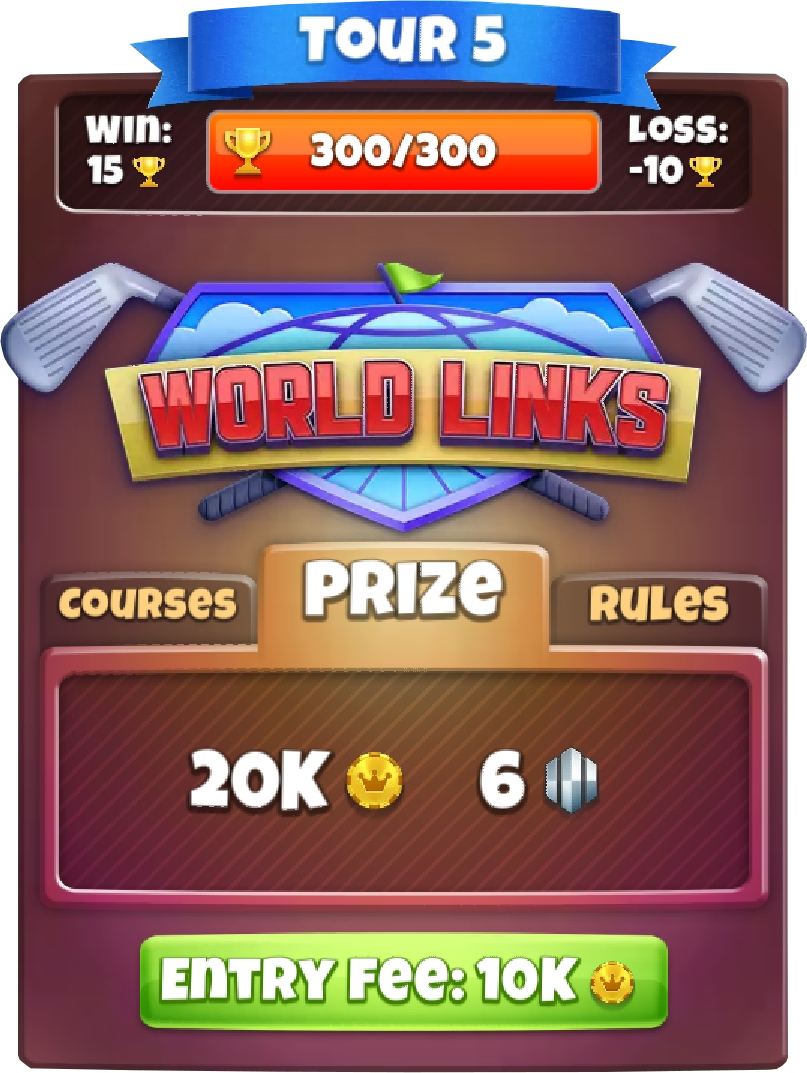 TOUR 5
WIN:
15
300/300
LOSS:
-10
WORLD LINKS
COURSES
PRIZE
RULES
20K
6
ENTRY FEE: 10K